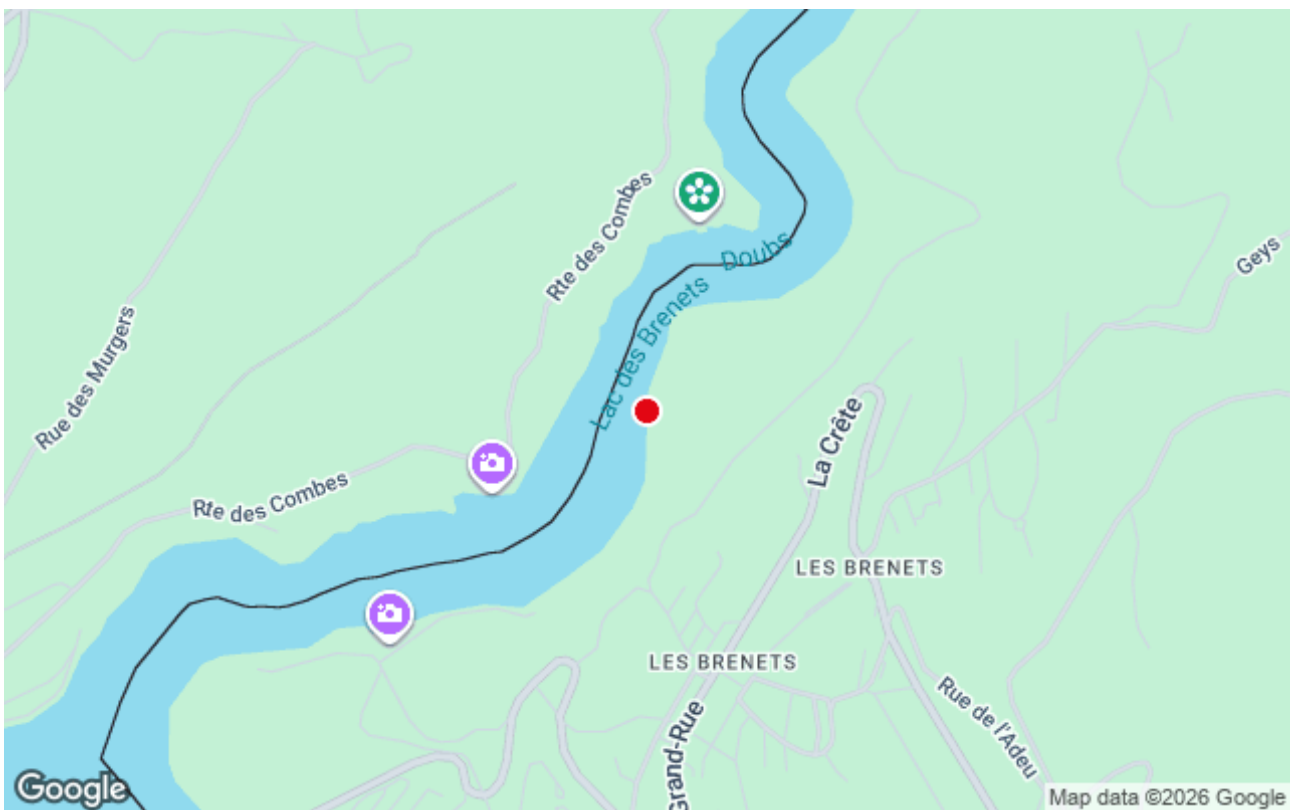 Rte des Combes
Doubs
Geys
Lac des Brenets
Rue des Murgers
La Crête
Rte des Combes
LES BRENETS
LES BRENETS
Rue de l'Adeu
Grand-Rue
Google
Map data ©2026 Google